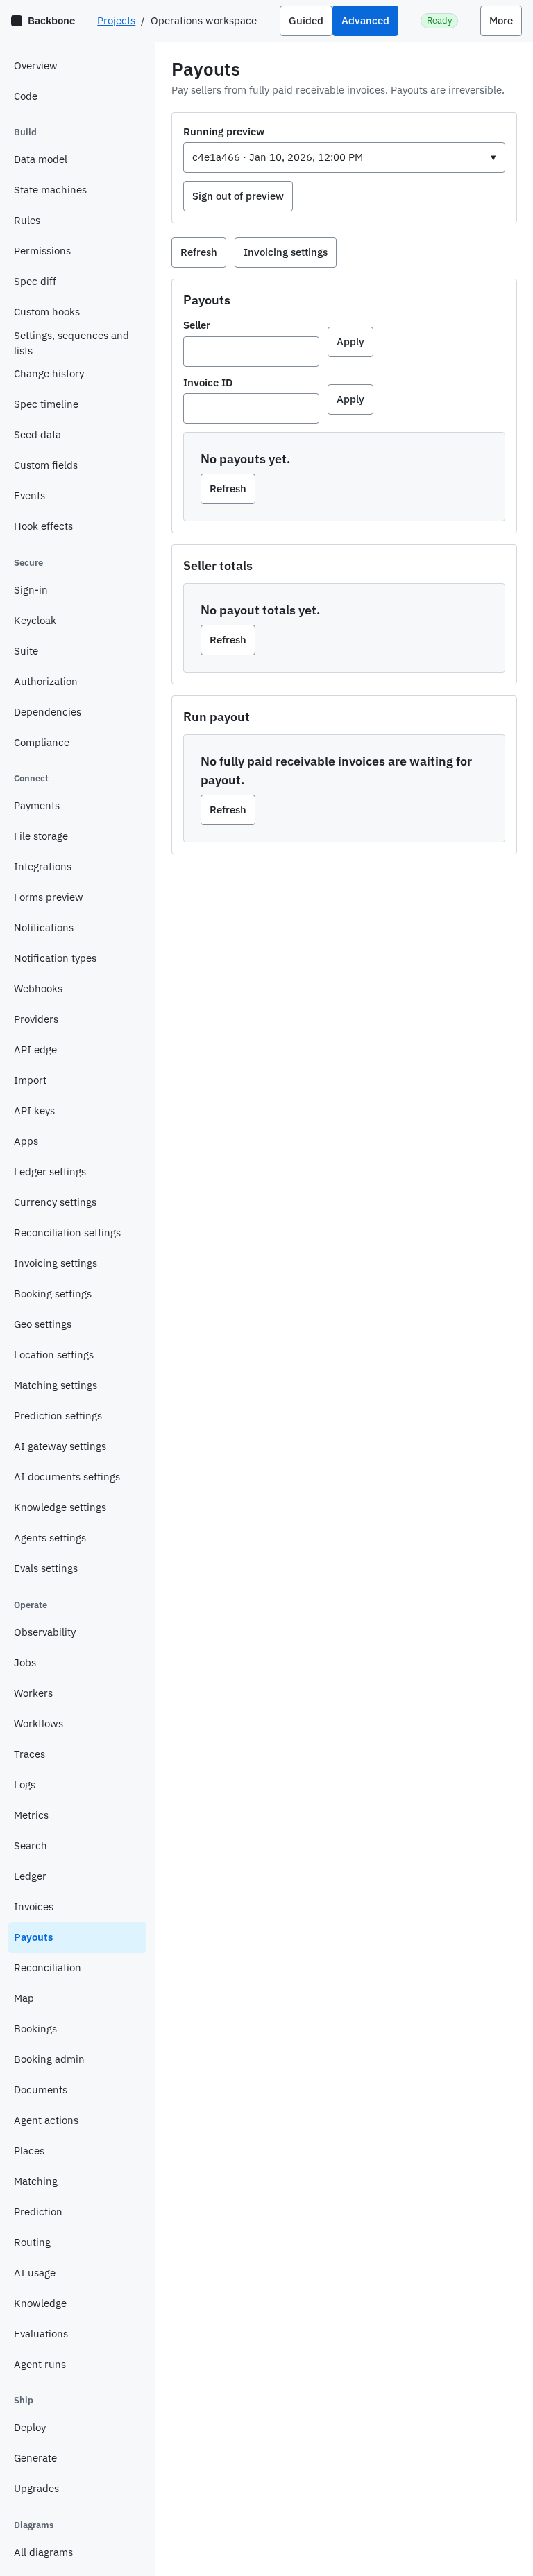 Backbone
Projects / Operations workspace
Guided
Advanced
Ready
More
Overview
Code
Build
Data model
State machines
Rules
Permissions
Spec diff
Custom hooks
Settings, sequences and
lists
Change history
Spec timeline
Seed data
Custom fields
Events
Hook effects
Secure
Sign-in
Keycloak
Suite
Authorization
Dependencies
Compliance
Connect
Payments
File storage
Integrations
Forms preview
Notifications
Notification types
Webhooks
Providers
API edge
Import
API keys
Apps
Ledger settings
Currency settings
Reconciliation settings
Invoicing settings
Booking settings
Geo settings
Location settings
Matching settings
Prediction settings
AI gateway settings
AI documents settings
Knowledge settings
Agents settings
Evals settings
Operate
Observability
Jobs
Workers
Workflows
Traces
Logs
Metrics
Search
Ledger
Invoices
Payouts
Reconciliation
Map
Bookings
Booking admin
Documents
Agent actions
Places
Matching
Prediction
Routing
AI usage
Knowledge
Evaluations
Agent runs
Ship
Deploy
Generate
Upgrades
Diagrams
All diagrams
Payouts
Pay sellers from fully paid receivable invoices. Payouts are irreversible.
Running preview
c4e1a466 · Jan 10, 2026, 12:00 PM
Sign out of preview
Refresh
Invoicing settings
Payouts
Seller
Apply
Invoice ID
Apply
No payouts yet.
Refresh
Seller totals
No payout totals yet.
Refresh
Run payout
No fully paid receivable invoices are waiting for
payout.
Refresh